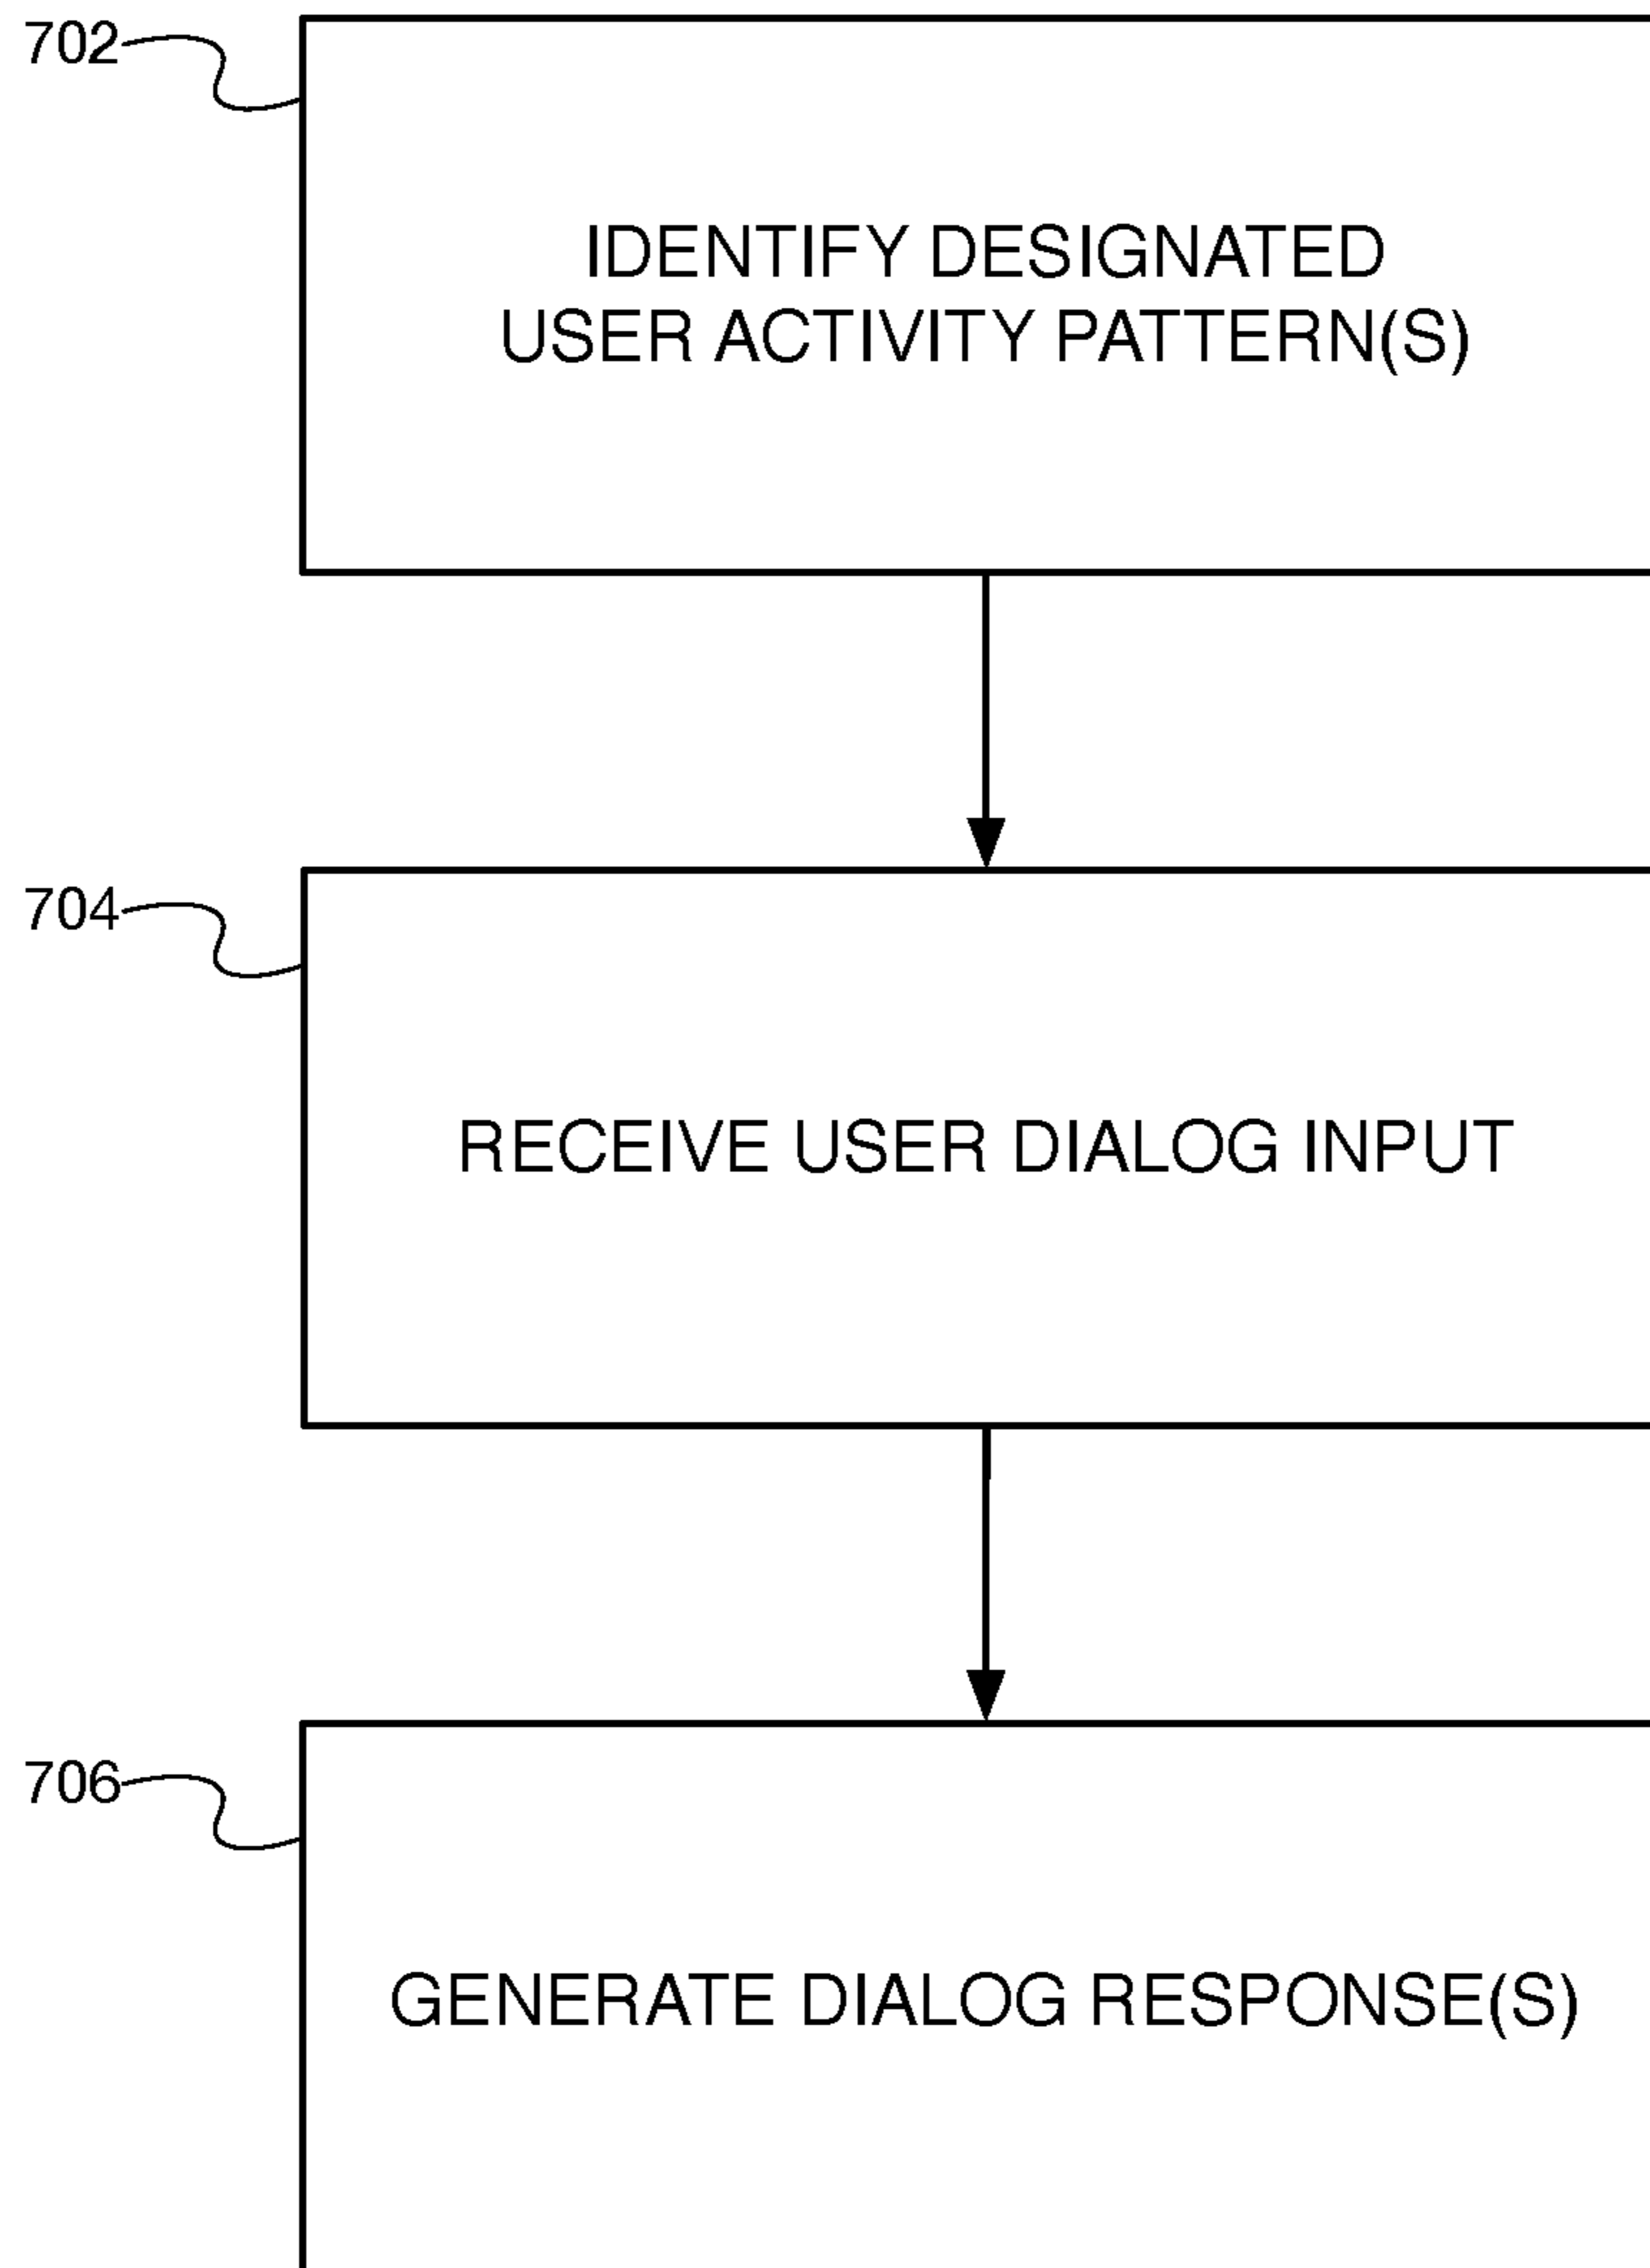 702
IDENTIFY DESIGNATED
USER ACTIVITY PATTERN(S)
704
RECEIVE USER DIALOG INPUT
706
GENERATE DIALOG RESPONSE(S)